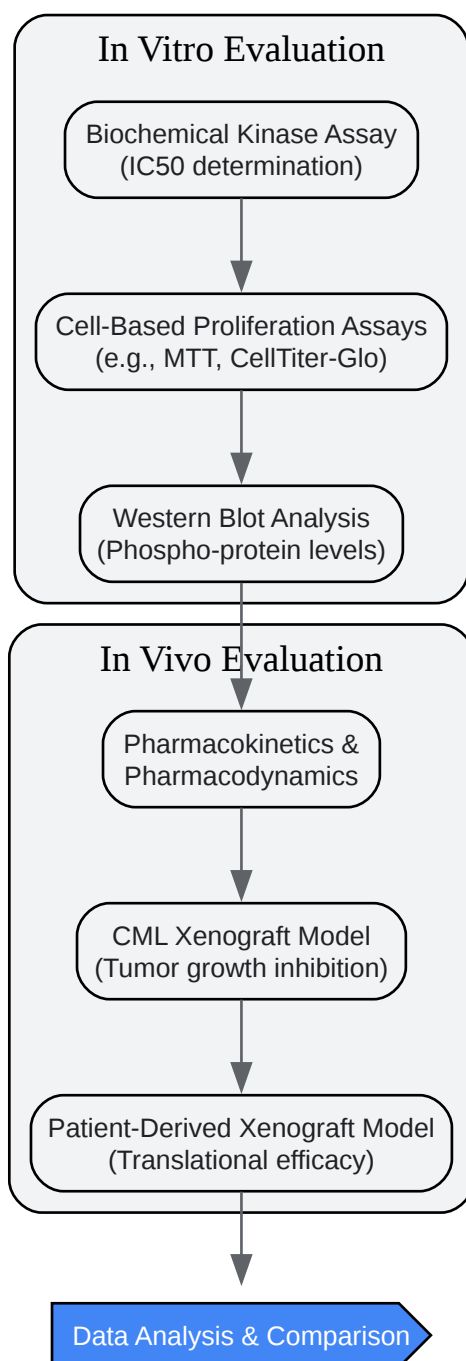 In Vitro Evaluation
Biochemical Kinase Assay
(IC50 determination)
Cell-Based Proliferation Assays
(e.g., MTT, CellTiter-Glo)
Western Blot Analysis
(Phospho-protein levels)
In Vivo Evaluation
Pharmacokinetics &
Pharmacodynamics
CML Xenograft Model
(Tumor growth inhibition)
Patient-Derived Xenograft Model
(Translational efficacy)
Data Analysis & Comparison